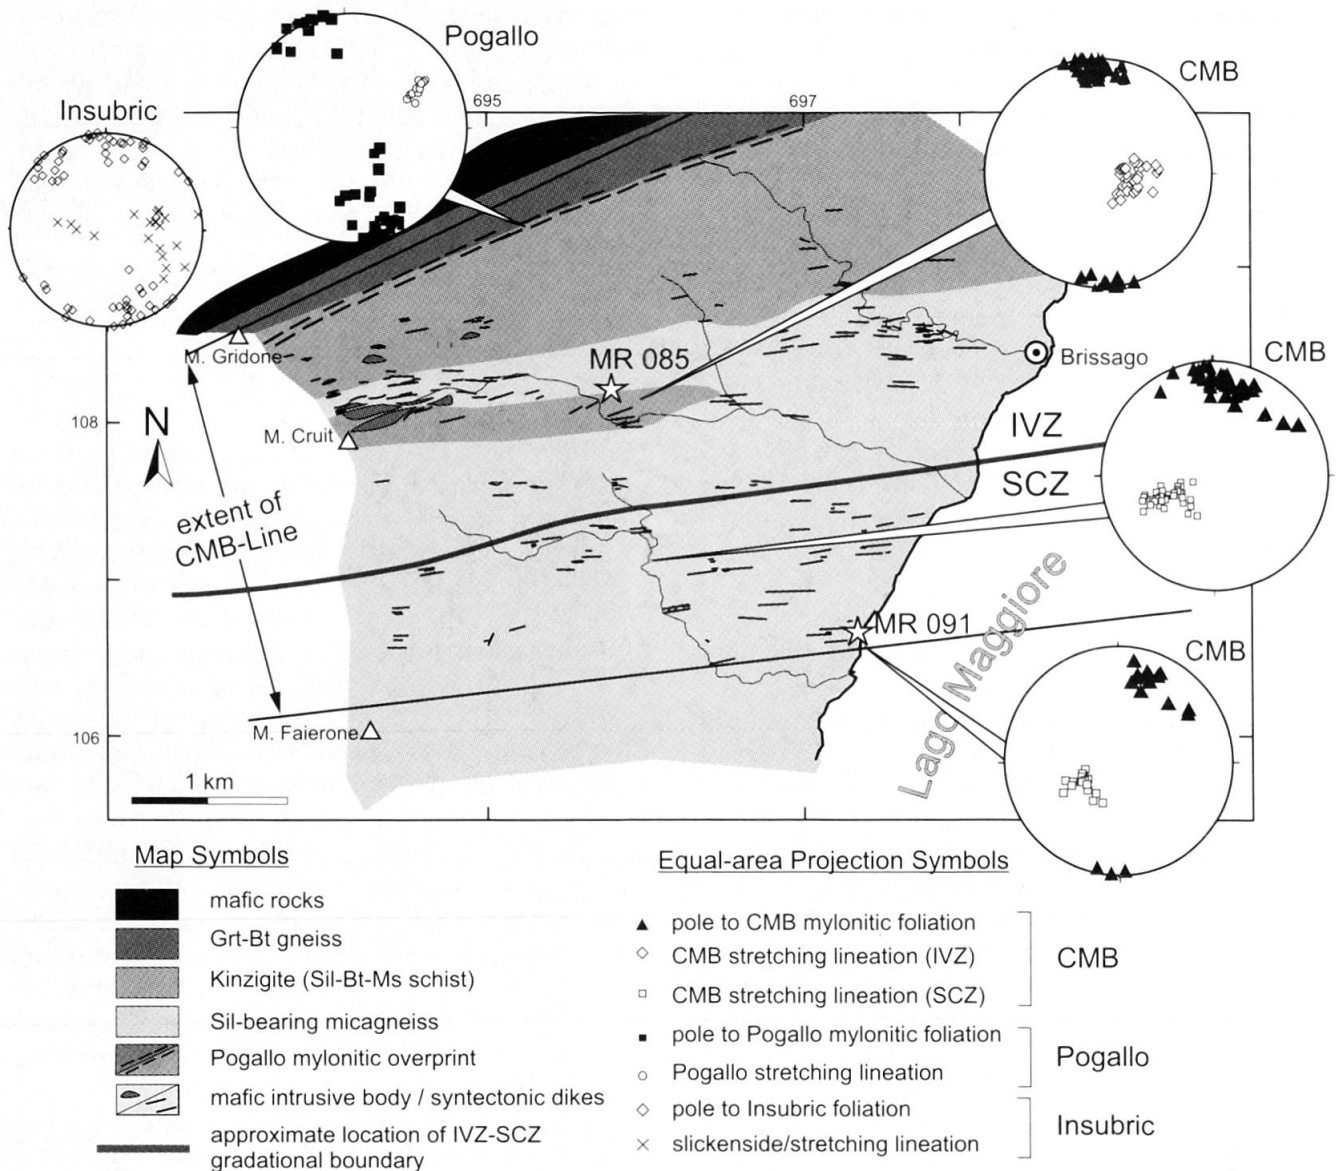 Pogallo
CMB
Insubric
695
697
M. Gridone
MR 085
Brissago
CMB
108
N
M. Cruit
IVZ
SCZ
extent of
CMB-Line
Lago Maggiore
MR 091
CMB
M. Faierone
106
1 km
Map Symbols
mafic rocks
Grt-Bt gneiss
Kinzigite (Sil-Bt-Ms schist)
Sil-bearing micagneiss
Pogallo mylonitic overprint
mafic intrusive body / syntectonic dikes
approximate location of IVZ-SCZ
gradational boundary
Equal-area Projection Symbols
pole to CMB mylonitic foliation
CMB stretching lineation (IVZ)
CMB stretching lineation (SCZ)
CMB
pole to Pogallo mylonitic foliation
Pogallo stretching lineation
Pogallo
pole to Insubric foliation
slickenside/stretching lineation
Insubric